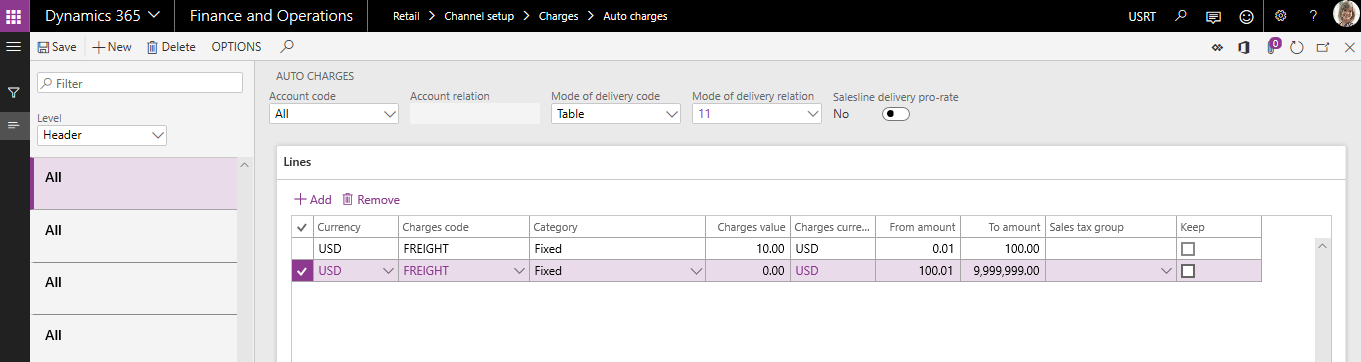 Dynamics 365 Finance and Operations Retail > Channel setup > Charges > Auto charges USRT ?
Save + New Delete OPTIONS 0
Filter
Level
Header
All
All
All
All
AUTO CHARGES
Account code Account relation Mode of delivery code Mode of delivery relation Salesline delivery pro-rate
All Table 11 No
Lines
+ Add Remove
Currency Charges code Category Charges value Charges curre... From amount To amount Sales tax group Keep
USD FREIGHT Fixed 10.00 USD 0.01 100.00
USD FREIGHT Fixed 0.00 USD 100.01 9,999,999.00